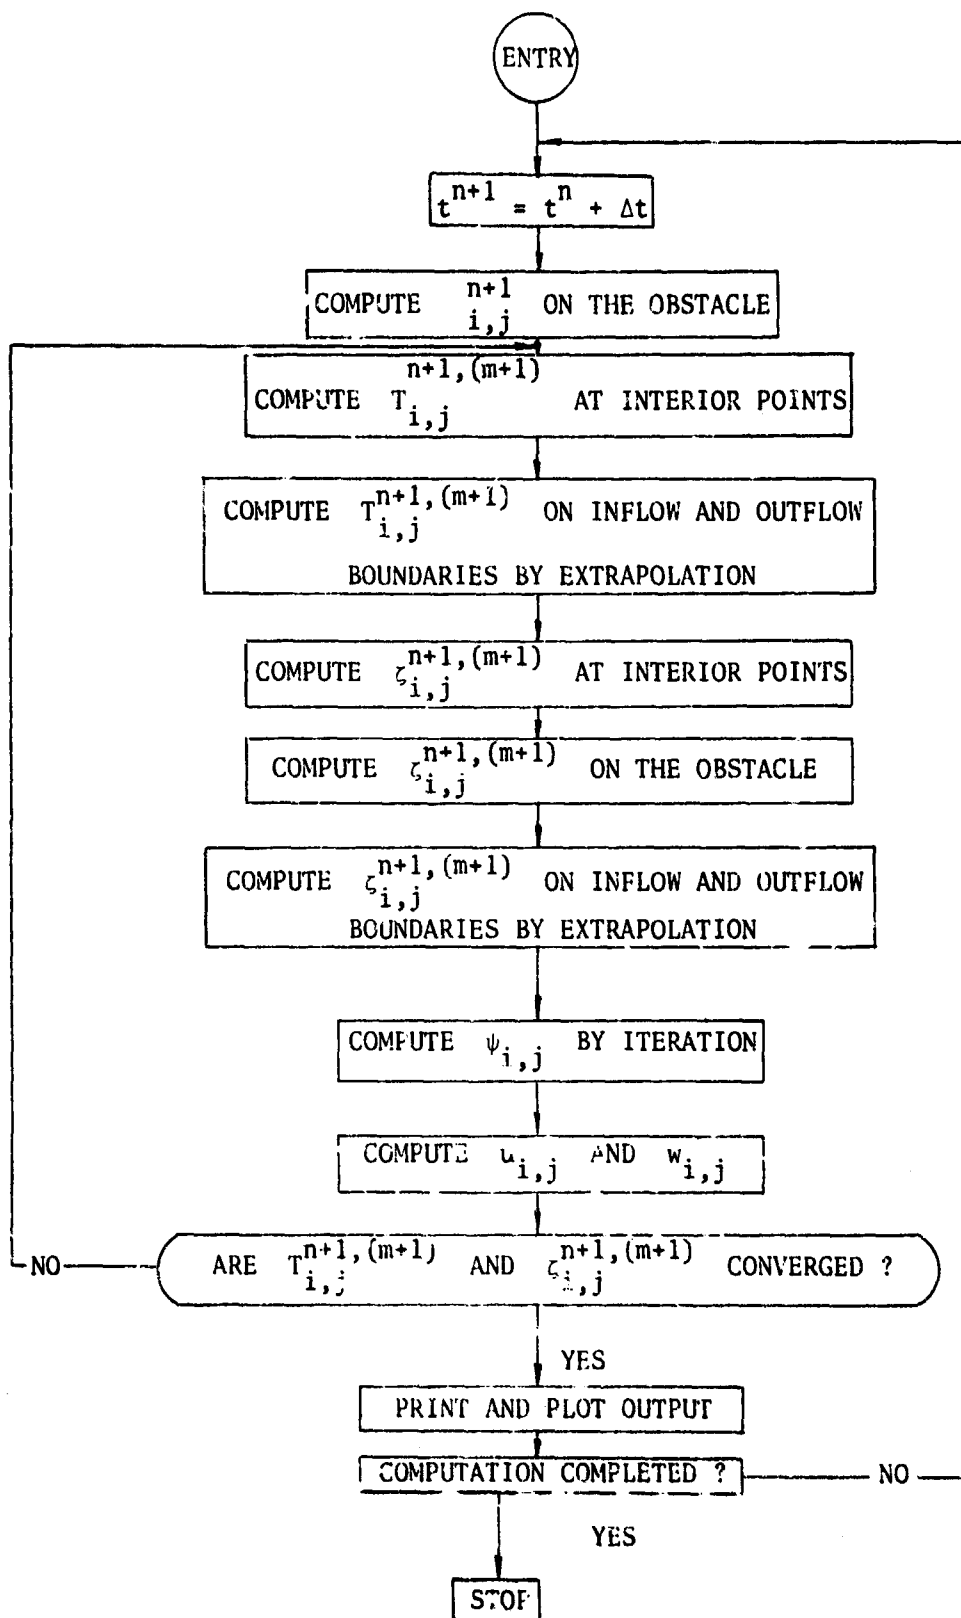 ENTRY
t^{n+1} = t^n + Δt
COMPUTE ^{n+1}_{i,j} ON THE OBSTACLE
COMPUTE T^{n+1,(m+1)}_{i,j} AT INTERIOR POINTS
COMPUTE T^{n+1,(m+1)}_{i,j} ON INFLOW AND OUTFLOW
BOUNDARIES BY EXTRAPOLATION
COMPUTE ζ^{n+1,(m+1)}_{i,j} AT INTERIOR POINTS
COMPUTE ζ^{n+1,(m+1)}_{i,j} ON THE OBSTACLE
COMPUTE ζ^{n+1,(m+1)}_{i,j} ON INFLOW AND OUTFLOW
BOUNDARIES BY EXTRAPOLATION
COMPUTE ψ_{i,j} BY ITERATION
COMPUTE u_{i,j} AND w_{i,j}
NO
ARE T^{n+1,(m+1)}_{i,j} AND ζ^{n+1,(m+1)}_{i,j} CONVERGED ?
YES
PRINT AND PLOT OUTPUT
COMPUTATION COMPLETED ?
NO
YES
STOP